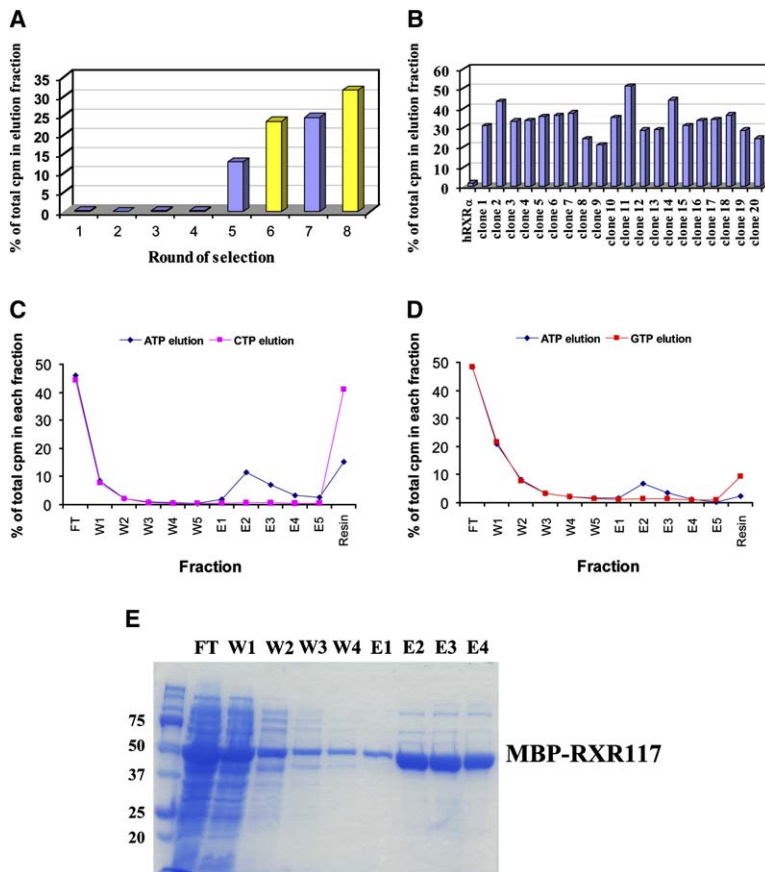 A
% of total cpm in elution fraction
35
30
25
20
15
10
5
0
1 2 3 4 5 6 7 8
Round of selection
B
% of total cpm in elution fraction
60
50
40
30
20
10
0
hRXRα
clone 1
clone 2
clone 3
clone 4
clone 5
clone 6
clone 7
clone 8
clone 9
clone 10
clone 11
clone 12
clone 13
clone 14
clone 15
clone 16
clone 17
clone 18
clone 19
clone 20
C
ATP elution CTP elution
% of total cpm in each fraction
50
40
30
20
10
0
FT W1 W2 W3 W4 W5 E1 E2 E3 E4 E5 Resin
Fraction
D
ATP elution GTP elution
% of total cpm in each fraction
50
40
30
20
10
0
FT W1 W2 W3 W4 W5 E1 E2 E3 E4 E5 Resin
Fraction
E
FT W1 W2 W3 W4 E1 E2 E3 E4
75
50
37
25
20
MBP-RXR117